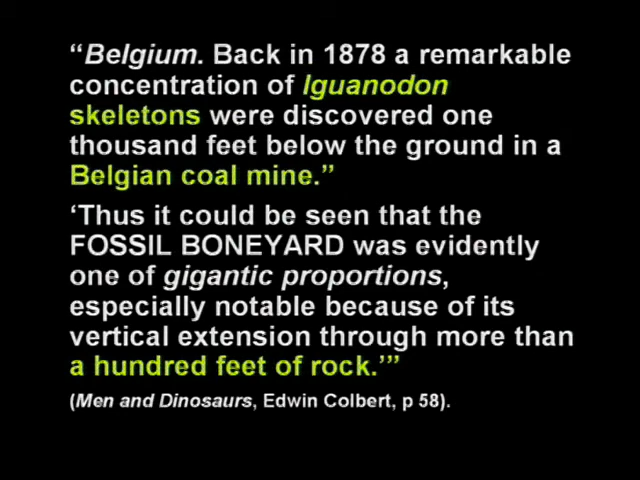 “Belgium. Back in 1878 a remarkable
concentration of Iguanodon
skeletons were discovered one
thousand feet below the ground in a
Belgian coal mine.”
‘Thus it could be seen that the
FOSSIL BONEYARD was evidently
one of gigantic proportions,
especially notable because of its
vertical extension through more than
a hundred feet of rock.’”
(Men and Dinosaurs, Edwin Colbert, p 58).